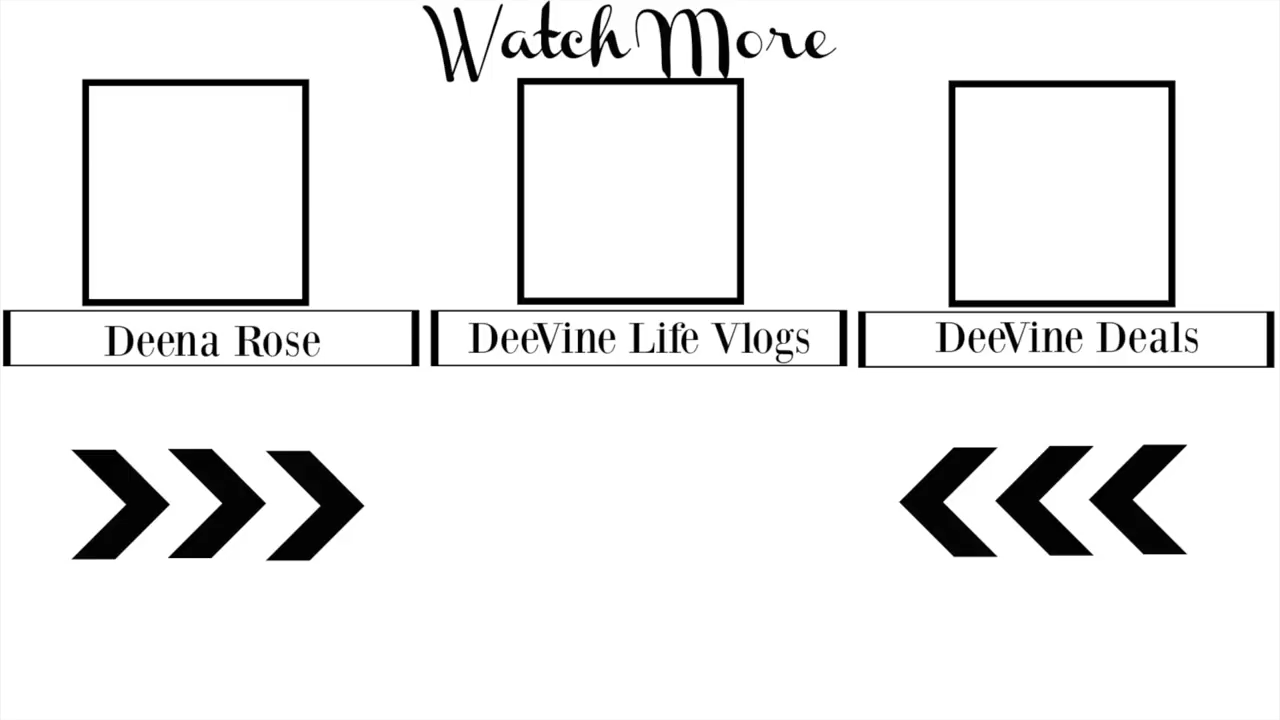 Watch More
Deena Rose
DeeVine Life Vlogs
DeeVine Deals